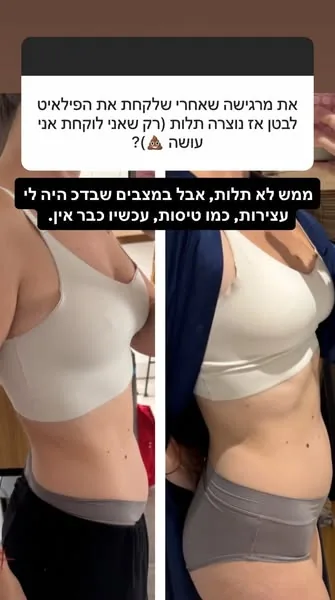 את מרגישה שאחרי שלקחת את הפילאיט
לבטן אז נוצרה תלות (רק שאני לוקחת אני
עושה 💩)?
ממש לא תלות, אבל במצבים שבדכ היה לי
עצירות, כמו טיסות, עכשיו כבר אין.